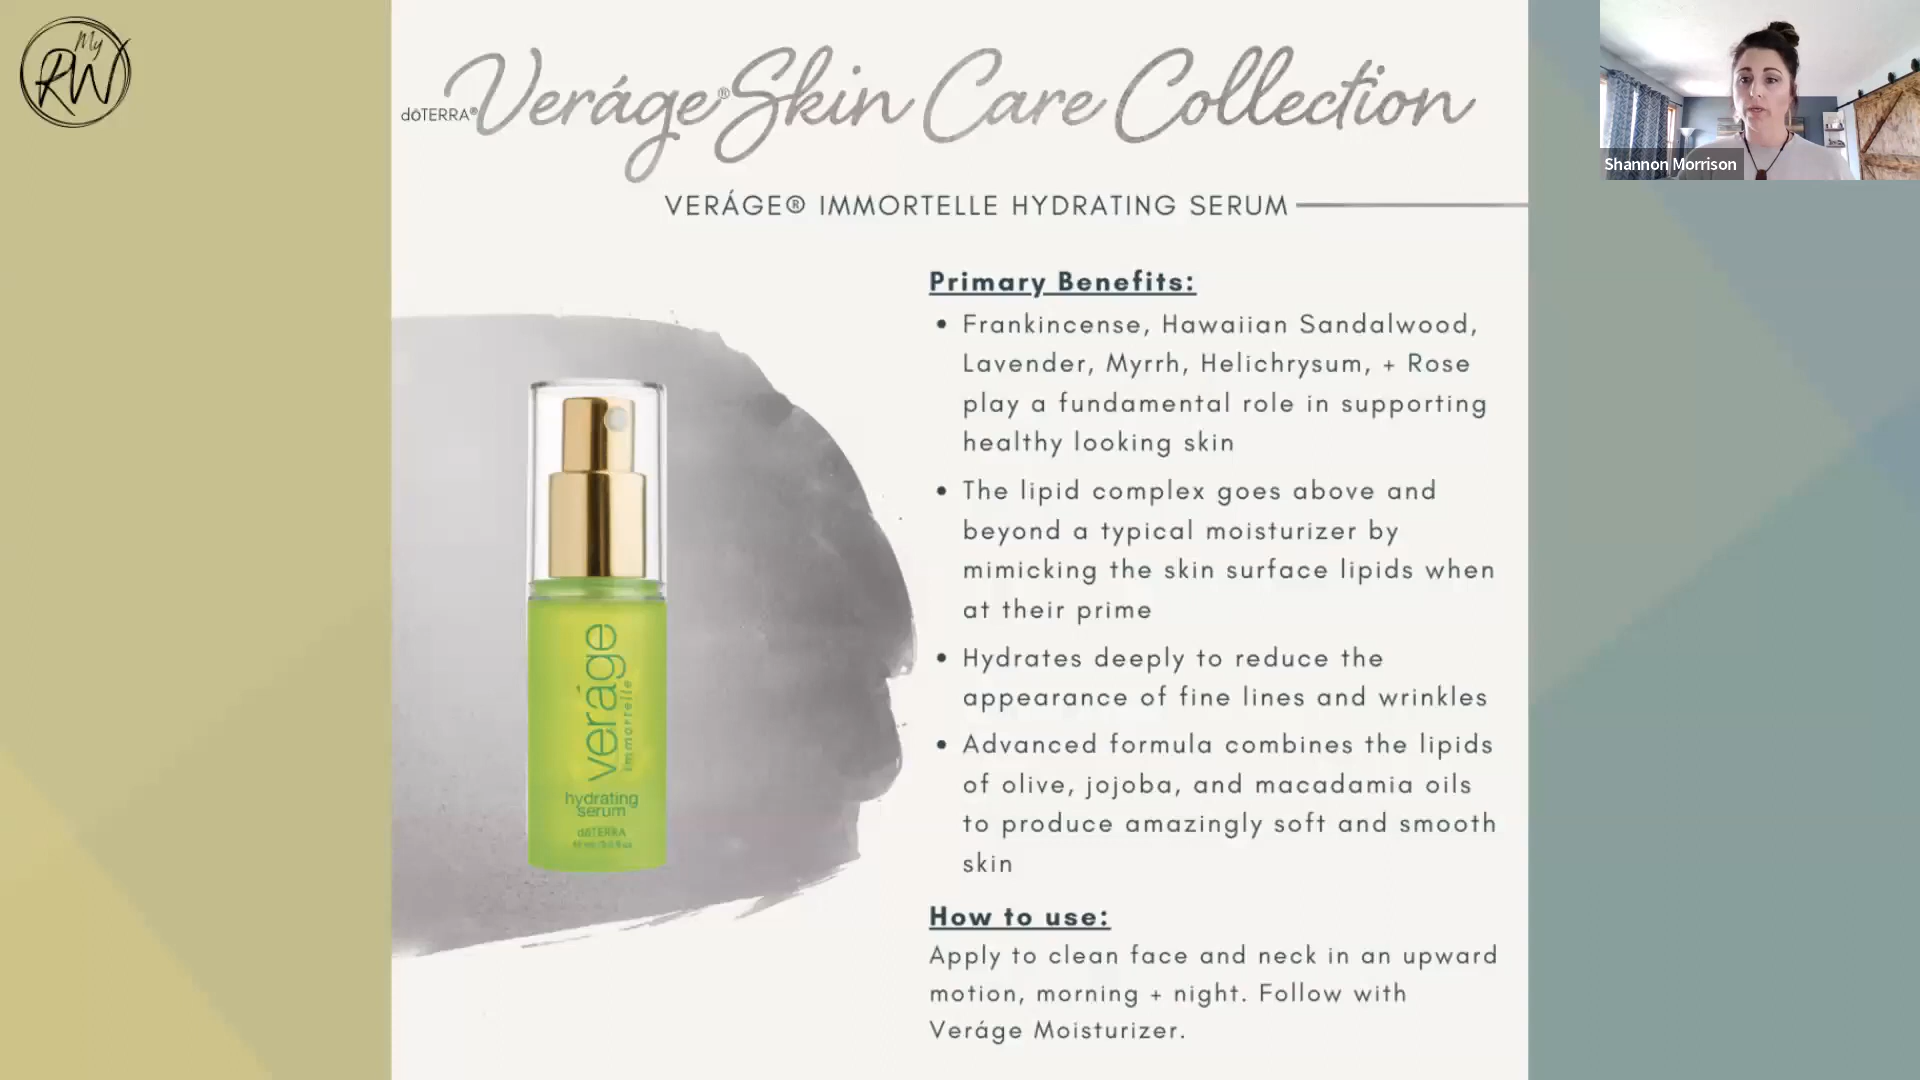 My
RW
dōTERRA® Veráge® Skin Care Collection
VERÁGE® IMMORTELLE HYDRATING SERUM
Shannon Morrison
Primary Benefits:
• Frankincense, Hawaiian Sandalwood,
Lavender, Myrrh, Helichrysum, + Rose
play a fundamental role in supporting
healthy looking skin
• The lipid complex goes above and
beyond a typical moisturizer by
mimicking the skin surface lipids when
at their prime
• Hydrates deeply to reduce the
appearance of fine lines and wrinkles
• Advanced formula combines the lipids
of olive, jojoba, and macadamia oils
to produce amazingly soft and smooth
skin
How to use:
Apply to clean face and neck in an upward
motion, morning + night. Follow with
Veráge Moisturizer.
veráge
immortelle
hydrating
serum
dōTERRA